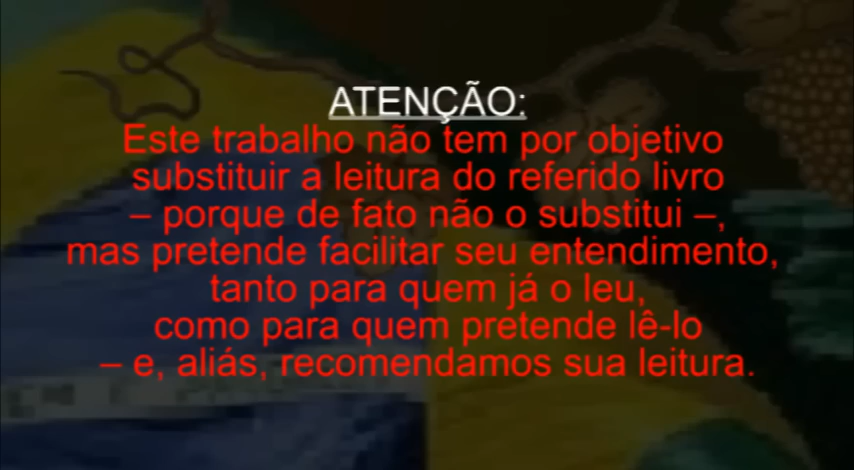 ATENÇÃO:
Este trabalho não tem por objetivo
substituir a leitura do referido livro
– porque de fato não o substitui –,
mas pretende facilitar seu entendimento,
tanto para quem já o leu,
como para quem pretende lê-lo
– e, aliás, recomendamos sua leitura.